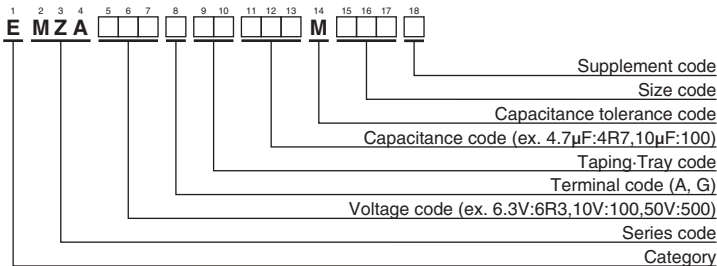 1 2 3 4 5 6 7 8 9 10 11 12 13 14 15 16 17 18
E M Z A M
Supplement code
Size code
Capacitance tolerance code
Capacitance code (ex. 4.7μF:4R7,10μF:100)
Taping·Tray code
Terminal code (A, G)
Voltage code (ex. 6.3V:6R3,10V:100,50V:500)
Series code
Category